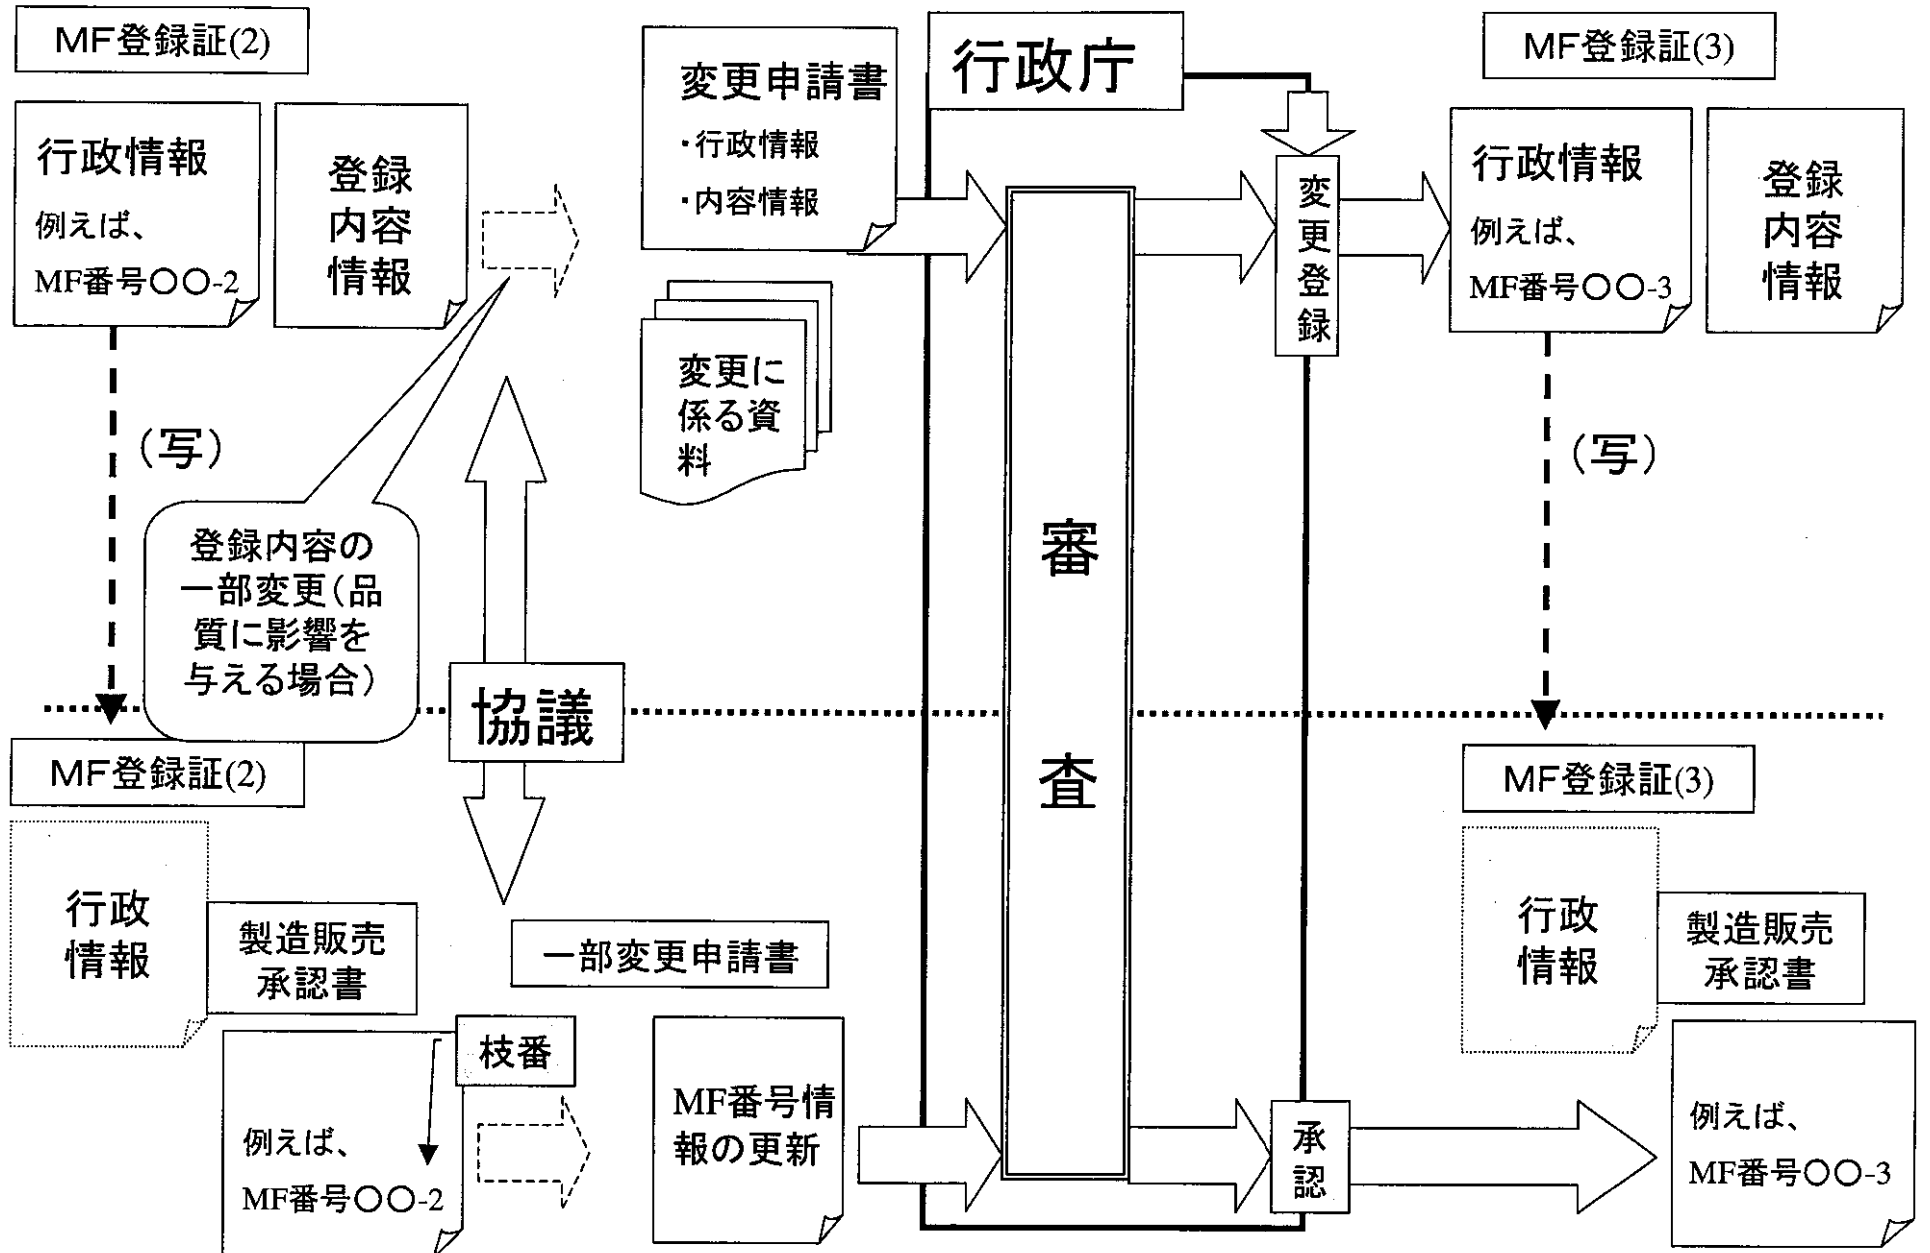 MF登録証(2)
行政情報
例えば、
MF番号〇〇-2
登録
内容
情報
変更申請書
・行政情報
・内容情報
行政庁
変更登録
MF登録証(3)
行政情報
例えば、
MF番号〇〇-3
登録
内容
情報
変更に
係る資
料
(写)
(写)
登録内容の
一部変更(品
質に影響を
与える場合)
協議
審
査
MF登録証(2)
行政
情報
製造販売
承認書
枝番
例えば、
MF番号〇〇-2
一部変更申請書
MF番号情
報の更新
承認
MF登録証(3)
行政
情報
製造販売
承認書
例えば、
MF番号〇〇-3